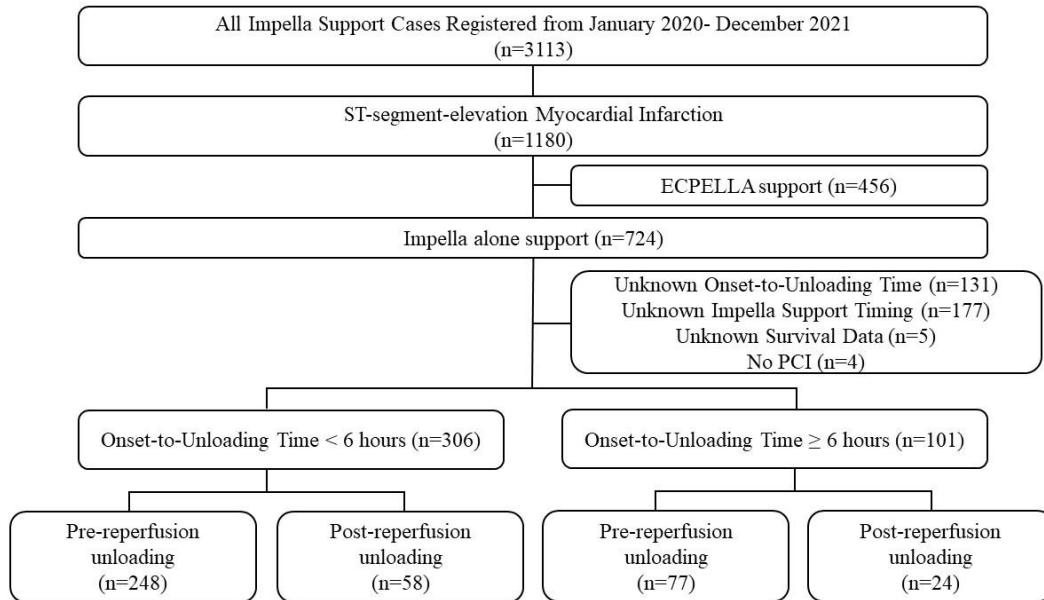 All Impella Support Cases Registered from January 2020- December 2021
(n=3113)
ST-segment-elevation Myocardial Infarction
(n=1180)
ECPELLA support (n=456)
Impella alone support (n=724)
Unknown Onset-to-Unloading Time (n=131)
Unknown Impella Support Timing (n=177)
Unknown Survival Data (n=5)
No PCI (n=4)
Onset-to-Unloading Time < 6 hours (n=306)
Onset-to-Unloading Time ≥ 6 hours (n=101)
Pre-reperfusion
unloading
(n=248)
Post-reperfusion
unloading
(n=58)
Pre-reperfusion
unloading
(n=77)
Post-reperfusion
unloading
(n=24)